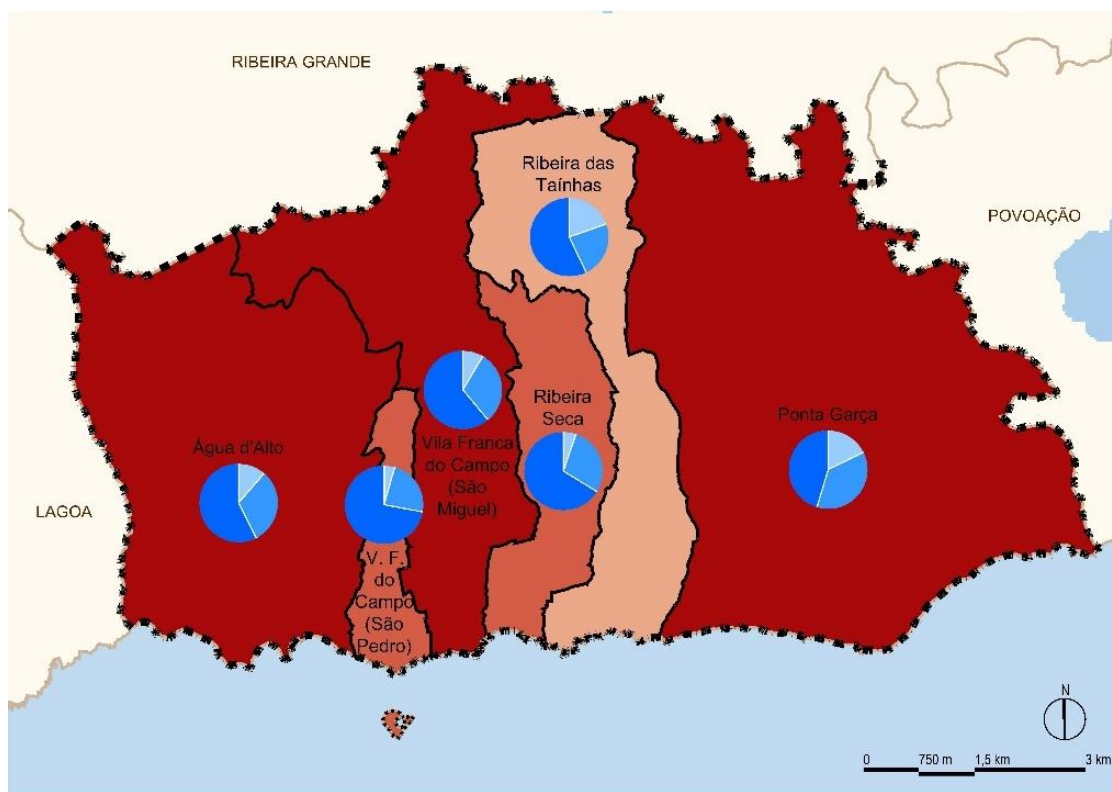 RIBEIRA GRANDE
Ribeira das
Taínhas
POVOAÇÃO
Ribeira
Seca
Ponta Garça
Água d'Alto
Vila Franca
do Campo
(São
Miguel)
LAGOA
V. F.
do
Campo
(São
Pedro)
N
0 750 m 1,5 km 3 km